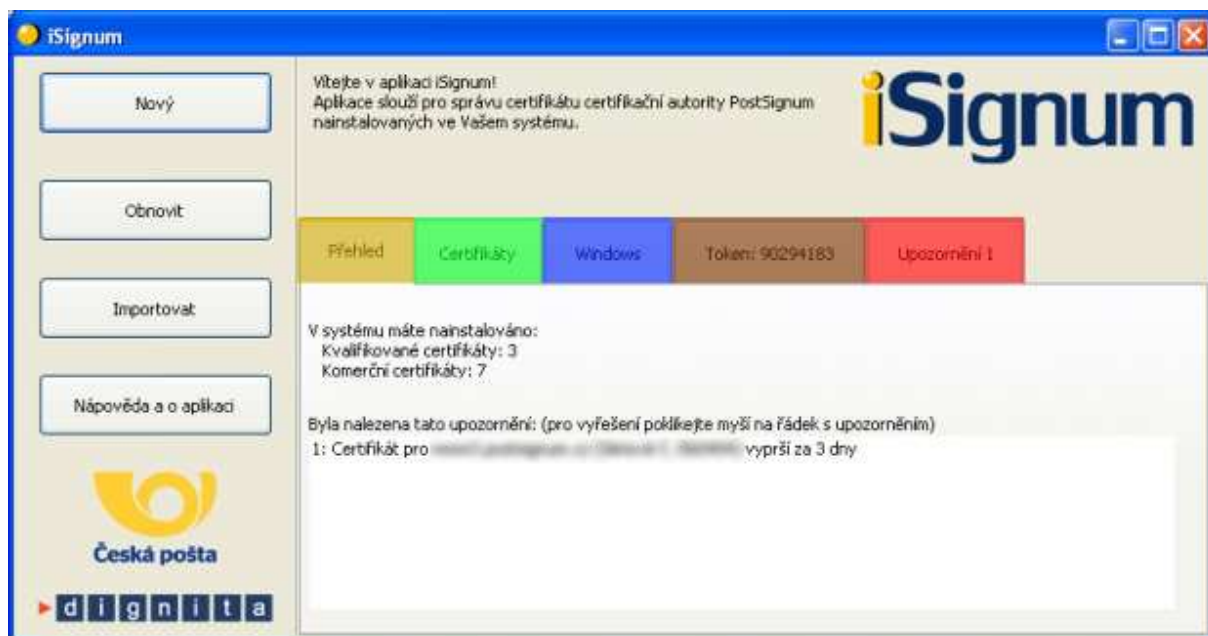 iSignum
Nový
Obnovit
Importovat
Nápověda a o aplikaci
Česká pošta
dignita
Vítejte v aplikaci iSignum!
Aplikace slouží pro správu certifikátu certifikační autority PostSignum
nainstalovaných ve Vašem systému.
iSignum
Přehled
Certifikáty
Windows
Token: 90294183
Upozornění 1
V systému máte nainstalováno:
Kvalifikované certifikáty: 3
Komerční certifikáty: 7
Byla nalezena tato upozornění: (pro vyřešení poklikejte myší na řádek s upozorněním)
1: Certifikát pro vyprší za 3 dny